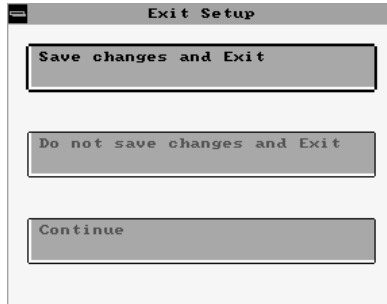 Exit Setup
Save changes and Exit
Do not save changes and Exit
Continue